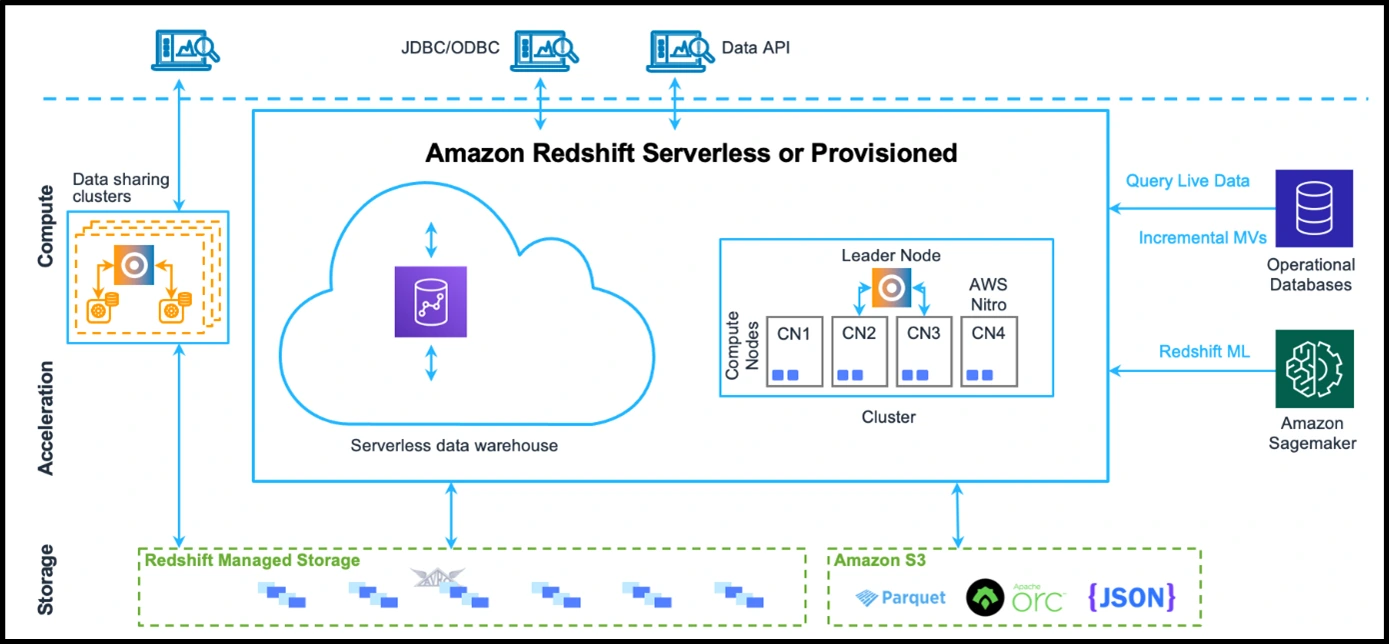 JDBC/ODBC
Data API
Amazon Redshift Serverless or Provisioned
Compute
Data sharing
clusters
Query Live Data
Incremental MVs
Operational
Databases
Leader Node
AWS
Nitro
Compute
Nodes
CN1
CN2
CN3
CN4
Cluster
Redshift ML
Amazon
Sagemaker
Acceleration
Serverless data warehouse
Storage
Redshift Managed Storage
Amazon S3
Parquet
Apache
orc
{JSON}